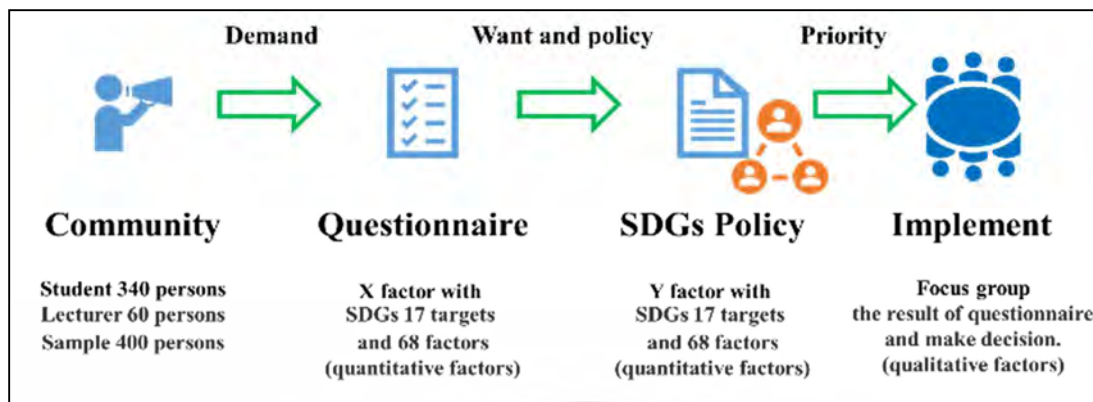 Demand
Want and policy
Priority
Community
Questionnaire
SDGs Policy
Implement
Student 340 persons
Lecturer 60 persons
Sample 400 persons
X factor with
SDGs 17 targets
and 68 factors
(quantitative factors)
Y factor with
SDGs 17 targets
and 68 factors
(quantitative factors)
Focus group
the result of questionnaire
and make decision.
(qualitative factors)